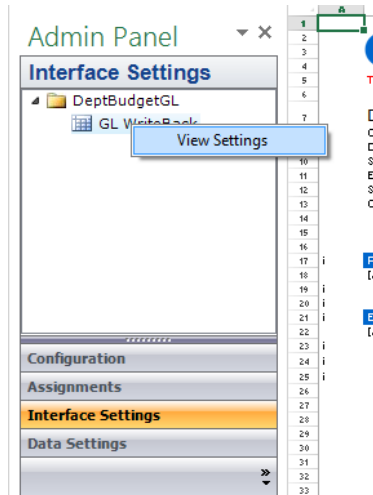 Admin Panel
Interface Settings
DeptBudgetGL
GL WriteBack
View Settings
Configuration
Assignments
Interface Settings
Data Settings
A
1
2
3
4
5
6
7
10
11
12
13
14
15
16
17 i
18
19 i
20 i
21 i
22
23 i
24 i
25 i
26
27
28
29
30
31
32
33